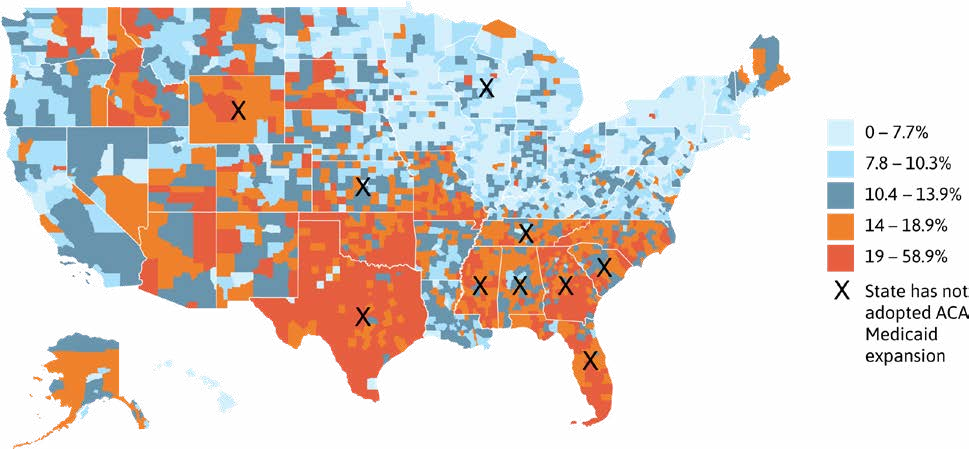 X
X
X
X
X
X
X
X
X
X
0 – 7.7%
7.8 – 10.3%
10.4 – 13.9%
14 – 18.9%
19 – 58.9%
X State has not
adopted ACA
Medicaid
expansion